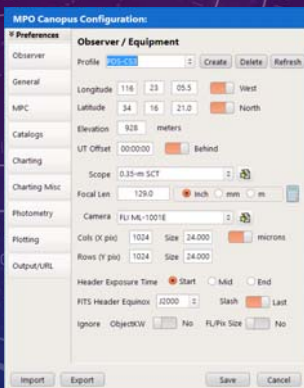 MPO Canopus Configuration:
Preferences
Observer
General
MPC
Catalogs
Charting
Charting Misc
Photometry
Plotting
Output/URL
Observer / Equipment
Profile PDS-CS3 Create Delete Refresh
Longitude 116 23 05.5 West
Latitude 34 16 21.0 North
Elevation 928 meters
UT Offset 00:00:00 Behind
Scope 0.35-m SCT
Focal Len 129.0 Inch mm m
Camera FLI ML-1001E
Cols (X pix) 1024 Size 24.000 microns
Rows (Y pix) 1024 Size 24.000
Header Exposure Time Start Mid End
FITS Header Equinox J2000 Slash Last
Ignore ObjectKW No FL/Pix Size No
Import Export Save Cancel